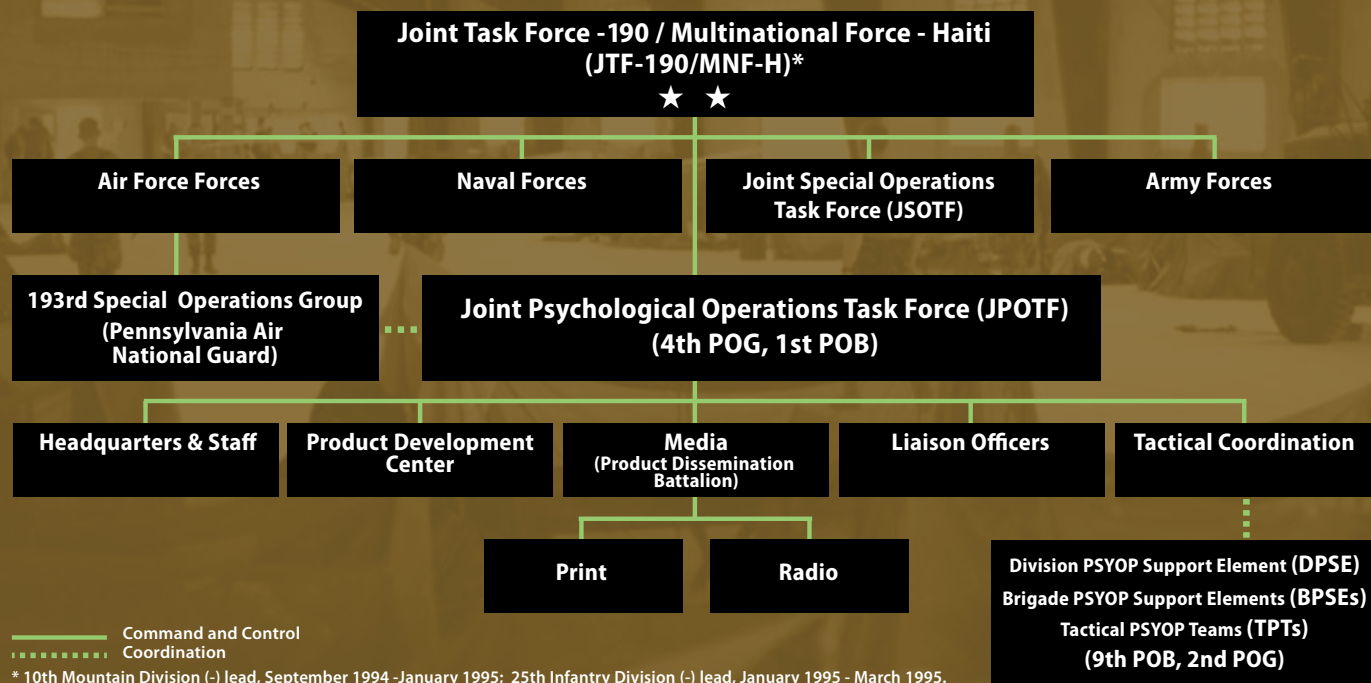 Joint Task Force -190 / Multinational Force - Haiti
(JTF-190/MNF-H)*
Air Force Forces
Naval Forces
Joint Special Operations
Task Force (JSOTF)
Army Forces
193rd Special Operations Group
(Pennsylvania Air
National Guard)
Joint Psychological Operations Task Force (JPOTF)
(4th POG, 1st POB)
Headquarters & Staff
Product Development
Center
Media
(Product Dissemination
Battalion)
Liaison Officers
Tactical Coordination
Print
Radio
Division PSYOP Support Element (DPSE)
Brigade PSYOP Support Elements (BPSEs)
Tactical PSYOP Teams (TPTs)
(9th POB, 2nd POG)
Command and Control
Coordination
* 10th Mountain Division (-) lead, September 1994 -January 1995; 25th Infantry Division (-) lead, January 1995 - March 1995.